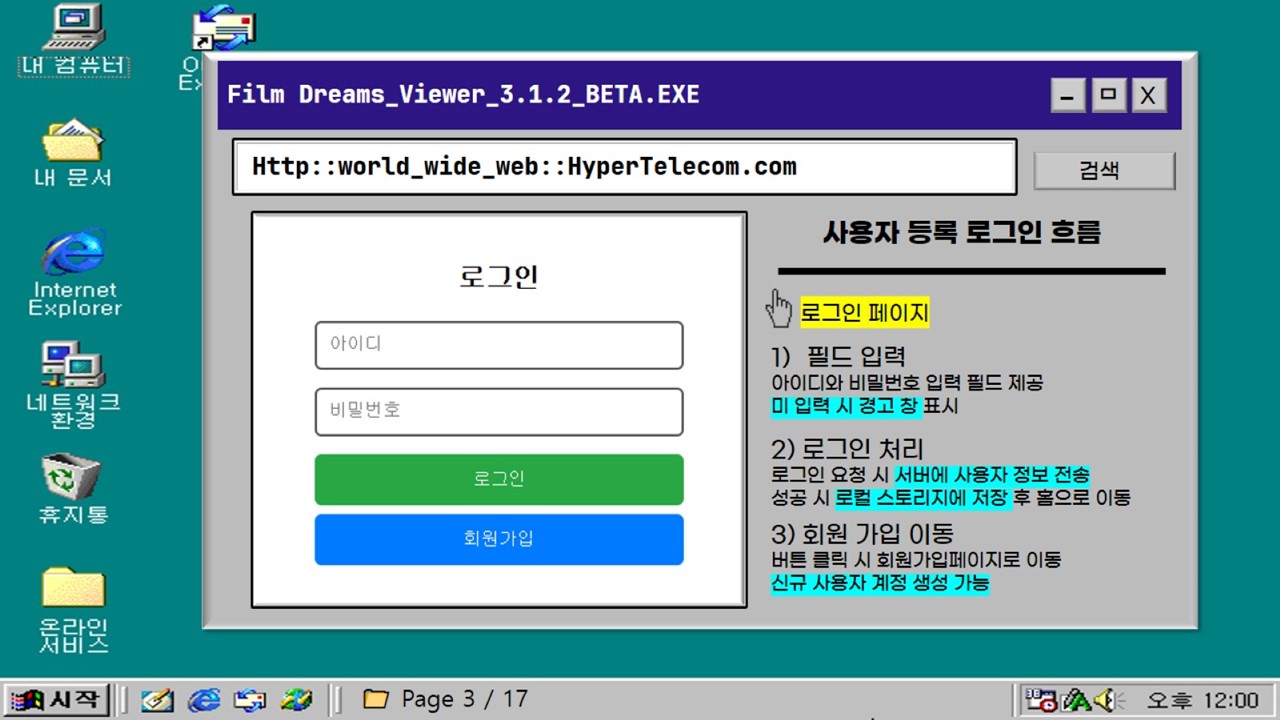 내 컴퓨터
O
Ex
내 문서
Internet
Explorer
네트워크
환경
휴지통
온라인
서비스
Film Dreams_Viewer_3.1.2_BETA.EXE
X
Http::world_wide_web::HyperTelecom.com
검색
로그인
아이디
비밀번호
로그인
회원가입
사용자 등록 로그인 흐름
로그인 페이지
1) 필드 입력
아이디와 비밀번호 입력 필드 제공
미 입력 시 경고 창 표시
2) 로그인 처리
로그인 요청 시 서버에 사용자 정보 전송
성공 시 로컬 스토리지에 저장 후 홈으로 이동
3) 회원 가입 이동
버튼 클릭 시 회원가입페이지로 이동
신규 사용자 계정 생성 가능
시작
Page 3 / 17
오후 12:00